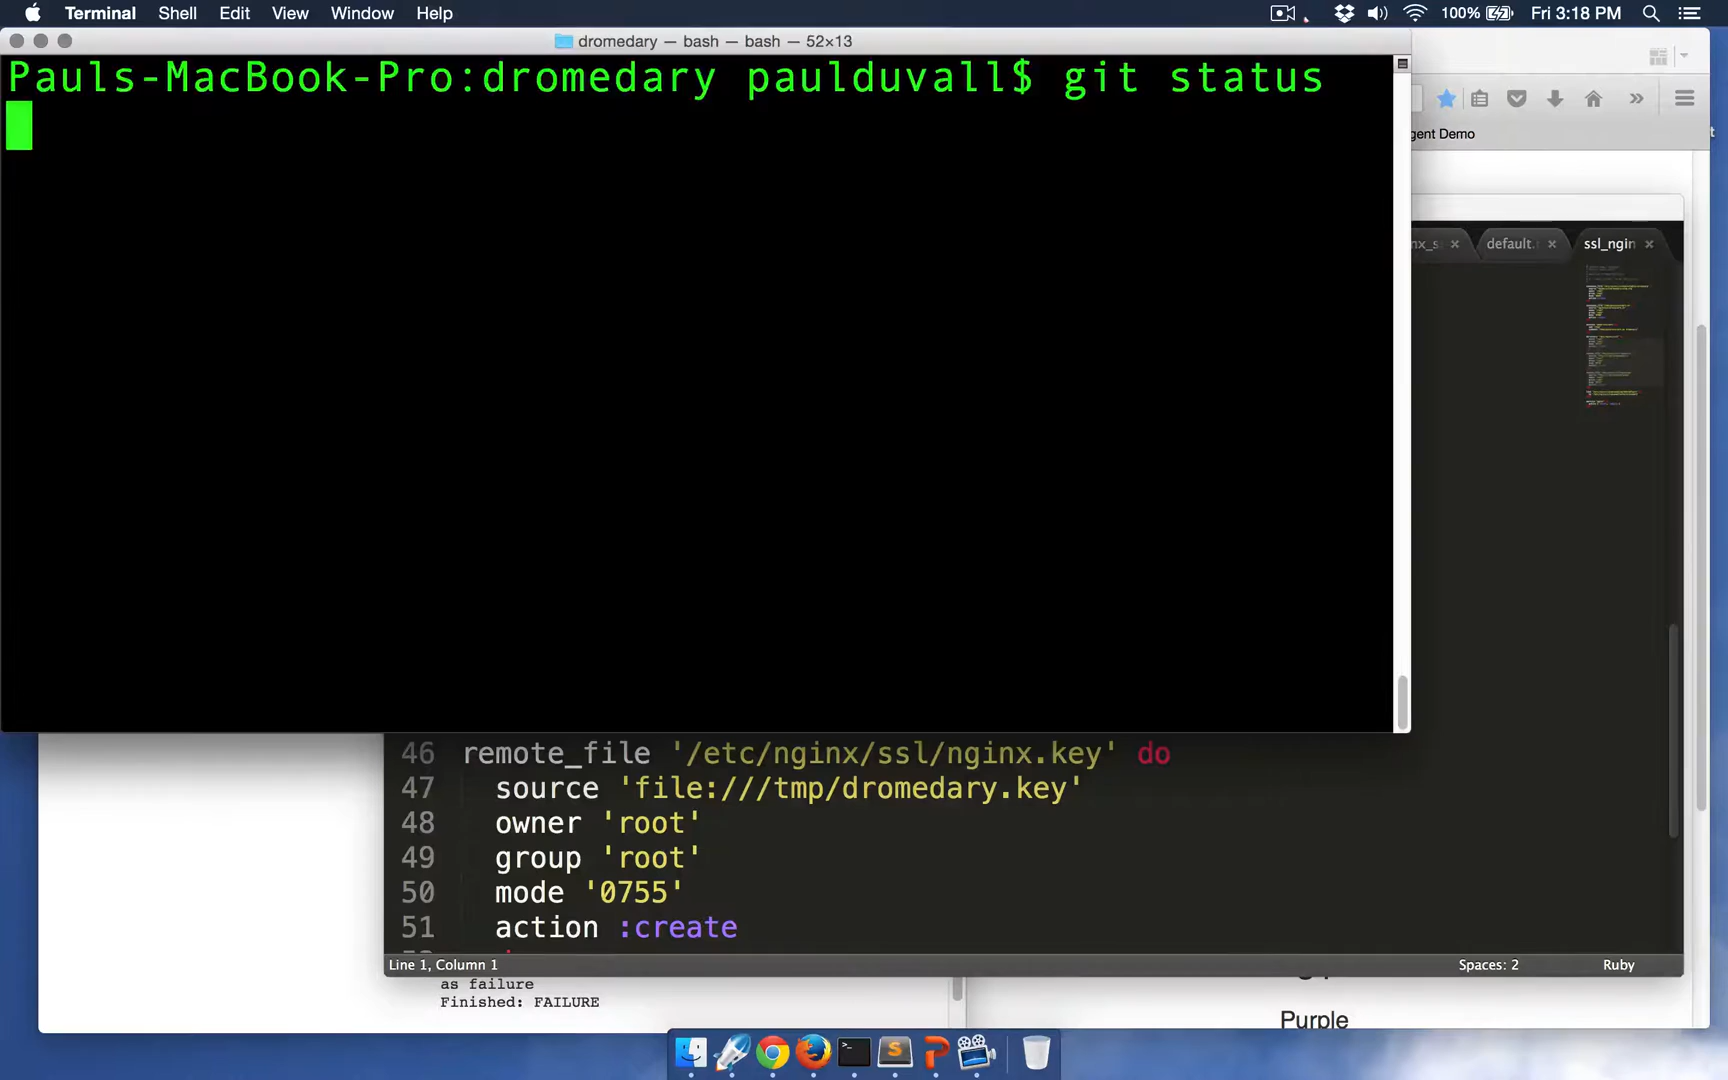 Terminal Shell Edit View Window Help 100% Fri 3:18 PM
dromedary — bash — bash — 52×13
Pauls-MacBook-Pro:dromedary paulduvall$ git status
gent Demo
nx_s default. ssl_ngin
46 remote_file '/etc/nginx/ssl/nginx.key' do
47 source 'file:///tmp/dromedary.key'
48 owner 'root'
49 group 'root'
50 mode '0755'
51 action :create
Line 1, Column 1 Spaces: 2 Ruby
as failure
Finished: FAILURE
Purple